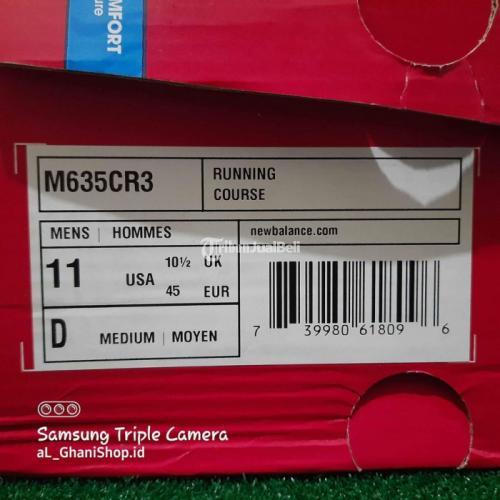 MFORT
ure
M635CR3
RUNNING
COURSE
MENS | HOMMES
newbalance.com
11 USA 10½ UK
45 EUR
D MEDIUM | MOYEN
7 39980 61809 6
Samsung Triple Camera
aL_GhaniShop.id